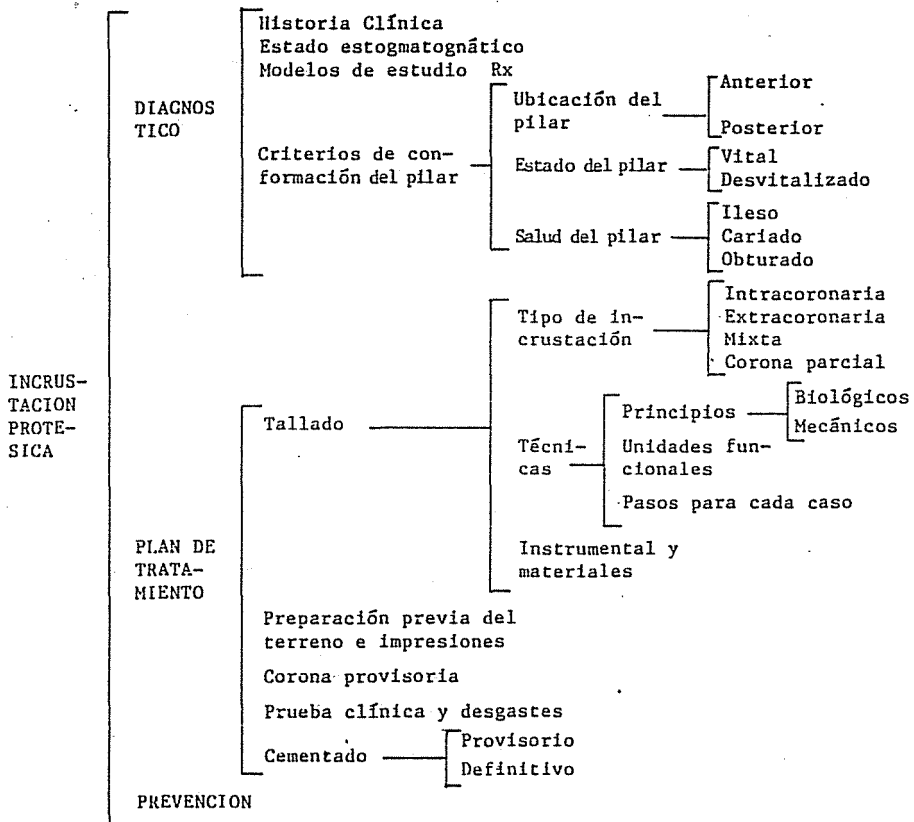 INCRUS-
TACION
PROTE-
SICA
DIAGNOS
TICO
Historia Clínica
Estado estogmatognático
Modelos de estudio Rx
Criterios de con-
formación del pilar
Ubicación del
pilar
Anterior
Posterior
Estado del pilar
Vital
Desvitalizado
Salud del pilar
Ileso
Cariado
Obturado
PLAN DE
TRATA-
MIENTO
Tallado
Tipo de in-
crustación
Intracoronaria
Extracoronaria
Mixta
Corona parcial
Técni-
cas
Principios
Biológicos
Mecánicos
Unidades fun-
cionales
Pasos para cada caso
Instrumental y
materiales
Preparación previa del
terreno e impresiones
Corona provisoria
Prueba clínica y desgastes
Cementado
Provisorio
Definitivo
PREVENCION